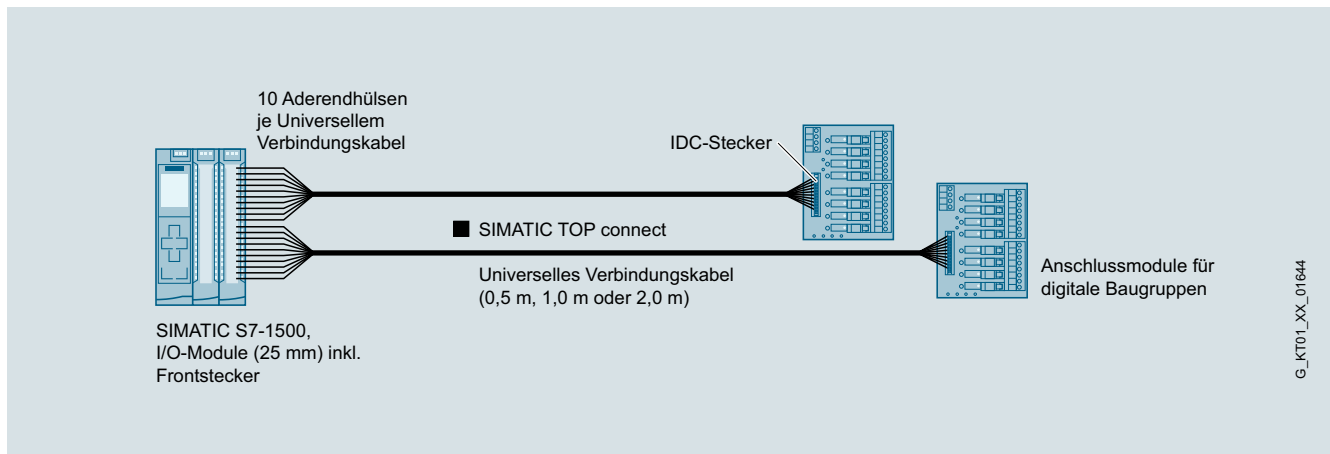 10 Aderendhülsen
je Universellem
Verbindungskabel
IDC-Stecker
SIMATIC TOP connect
Universelles Verbindungskabel
(0,5 m, 1,0 m oder 2,0 m)
Anschlussmodule für
digitale Baugruppen
SIMATIC S7-1500,
I/O-Module (25 mm) inkl.
Frontstecker
G_KT01_XX_01644